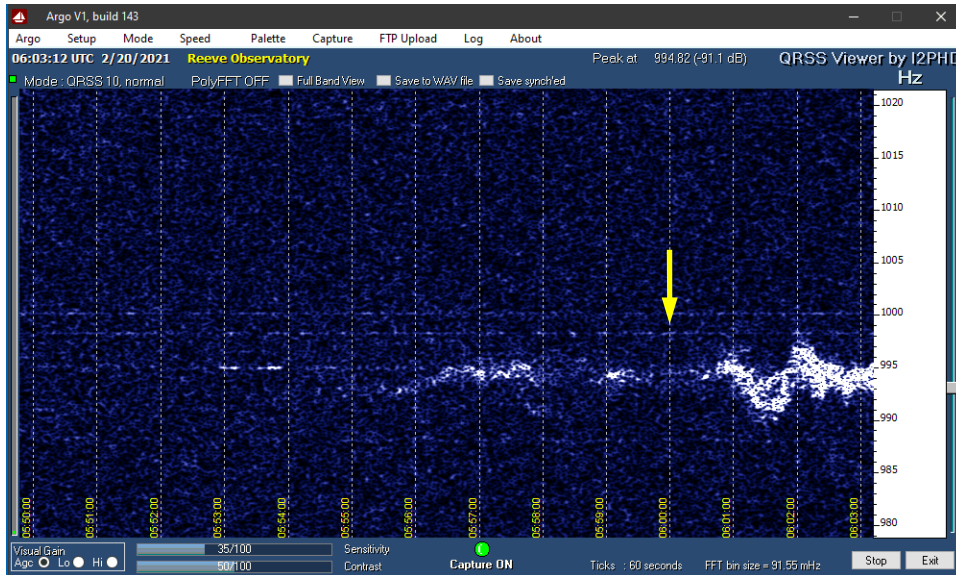 Argo V1, build 143
Argo Setup Mode Speed Palette Capture FTP Upload Log About
06:03:12 UTC 2/20/2021 Reeve Observatory Peak at 994.82 (-91.1 dB) QRSS Viewer by I2PHD
Mode : QRSS 10, normal PolyFFT OFF Full Band View Save to WAV file Save synch'ed Hz
1020
1015
1010
1005
1000
995
990
985
980
05:50:00 05:51:00 05:52:00 05:53:00 05:54:00 05:55:00 05:56:00 05:57:00 05:58:00 05:59:00 06:00:00 06:01:00 06:02:00 06:03:00
Visual Gain 35/100 Sensitivity
Agc Lo Hi 50/100 Contrast Capture ON Ticks : 60 seconds FFT bin size = 91.55 mHz Stop Exit